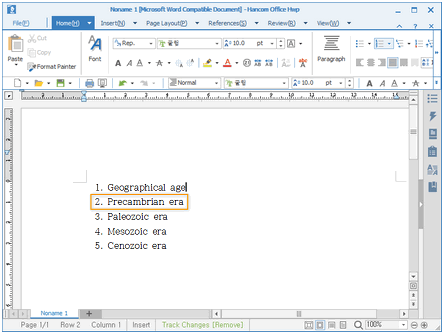 Noname 1 [Microsoft Word Compatible Document] - Hancom Office Hwp
File(F) Home(H) Insert(N) Page Layout(P) References(S) Review(R) View(W)
Paste
Cut
Copy
Format Painter
Font
Rep. 굴림 10.0 pt
Paragraph
Normal Rep. 굴림 10.0 pt
1. Geographical age
2. Precambrian era
3. Paleozoic era
4. Mesozoic era
5. Cenozoic era
Noname 1
Page 1/1 Row 2 Column 1 Insert Track Changes [Remove] 100%